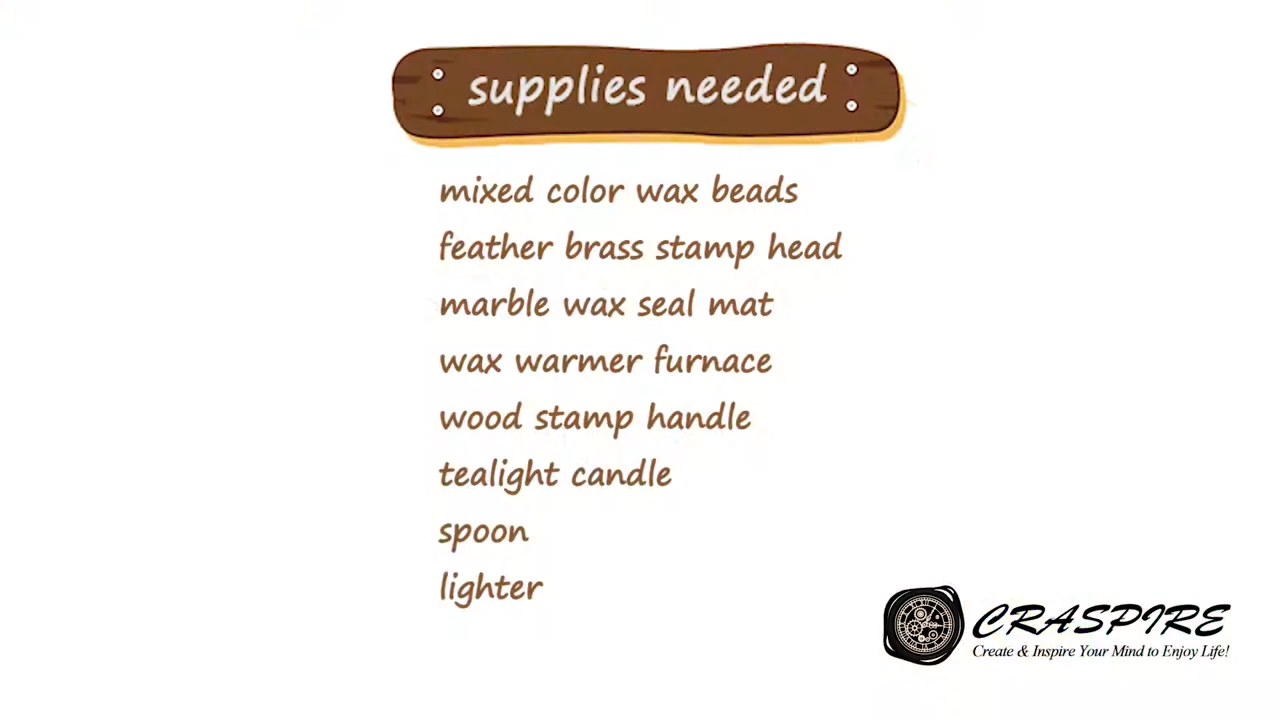 supplies needed
mixed color wax beads
feather brass stamp head
marble wax seal mat
wax warmer furnace
wood stamp handle
tealight candle
spoon
lighter
CRASPIRE
Create & Inspire Your Mind to Enjoy Life!